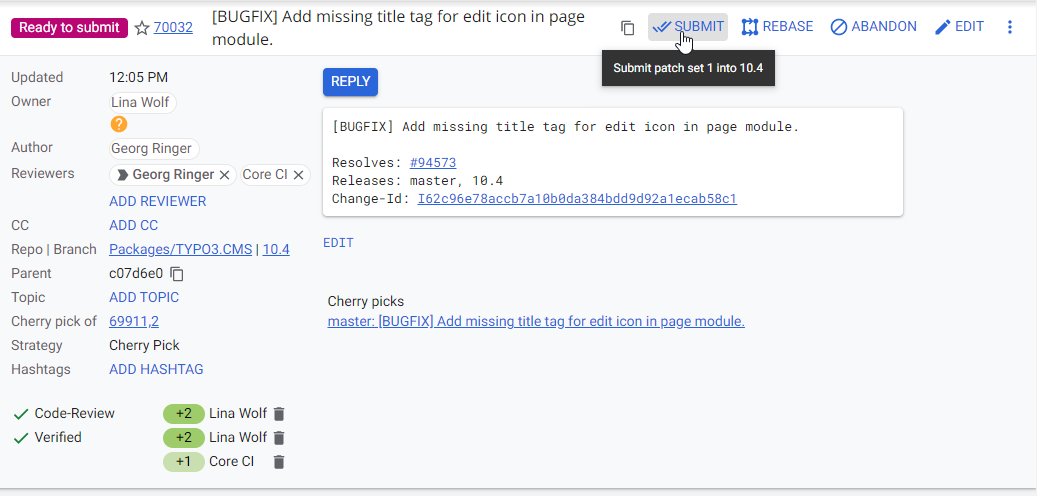 Ready to submit 70032 [BUGFIX] Add missing title tag for edit icon in page module. SUBMIT REBASE ABANDON EDIT
Submit patch set 1 into 10.4
Updated 12:05 PM
Owner Lina Wolf
?
Author Georg Ringer
Reviewers Georg Ringer Core CI
ADD REVIEWER
CC ADD CC
Repo | Branch Packages/TYPO3.CMS | 10.4
Parent c07d6e0
Topic ADD TOPIC
Cherry pick of 69911,2
Strategy Cherry Pick
Hashtags ADD HASHTAG
Code-Review +2 Lina Wolf
Verified +2 Lina Wolf
+1 Core CI
REPLY
[BUGFIX] Add missing title tag for edit icon in page module.
Resolves: #94573
Releases: master, 10.4
Change-Id: I62c96e78accb7a10b0da384bdd9d92a1ecab58c1
EDIT
Cherry picks
master: [BUGFIX] Add missing title tag for edit icon in page module.